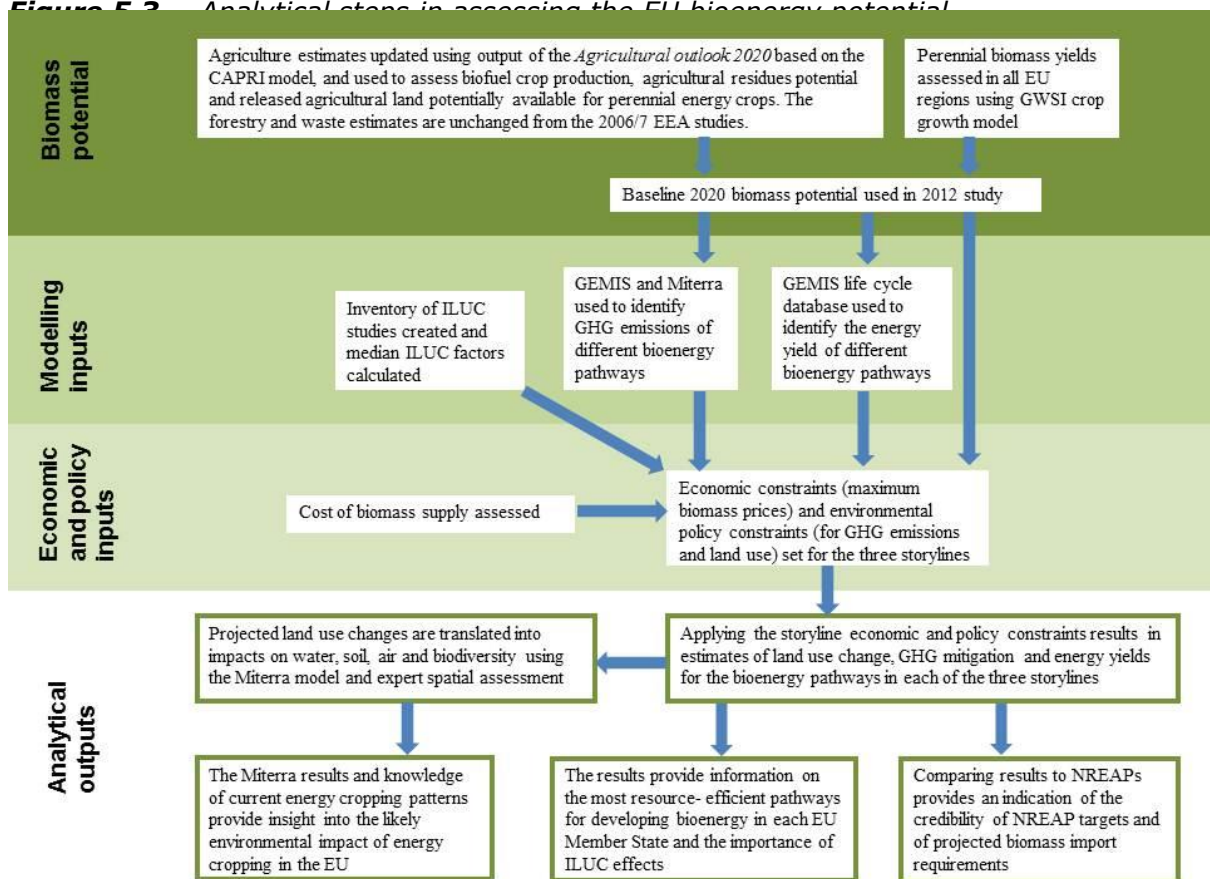 Figure 5.3 Analytical steps in assessing the EU bioenergy potential
Biomass
potential
Agriculture estimates updated using output of the Agricultural outlook 2020 based on the
CAPRI model, and used to assess biofuel crop production, agricultural residues potential
and released agricultural land potentially available for perennial energy crops. The
forestry and waste estimates are unchanged from the 2006/7 EEA studies.
Perennial biomass yields
assessed in all EU
regions using GWSI crop
growth model
Baseline 2020 biomass potential used in 2012 study
Modelling
inputs
Inventory of ILUC
studies created and
median ILUC factors
calculated
GEMIS and Miterra
used to identify
GHG emissions of
different bioenergy
pathways
GEMIS life cycle
database used to
identify the energy
yield of different
bioenergy pathways
Economic
and policy
inputs
Cost of biomass supply assessed
Economic constraints (maximum
biomass prices) and environmental
policy constraints (for GHG emissions
and land use) set for the three storylines
Analytical
outputs
Projected land use changes are translated into
impacts on water, soil, air and biodiversity using
the Miterra model and expert spatial assessment
Applying the storyline economic and policy constraints results in
estimates of land use change, GHG mitigation and energy yields
for the bioenergy pathways in each of the three storylines
The Miterra results and knowledge
of current energy cropping patterns
provide insight into the likely
environmental impact of energy
cropping in the EU
The results provide information on
the most resource- efficient pathways
for developing bioenergy in each EU
Member State and the importance of
ILUC effects
Comparing results to NREAPs
provides an indication of the
credibility of NREAP targets and
of projected biomass import
requirements